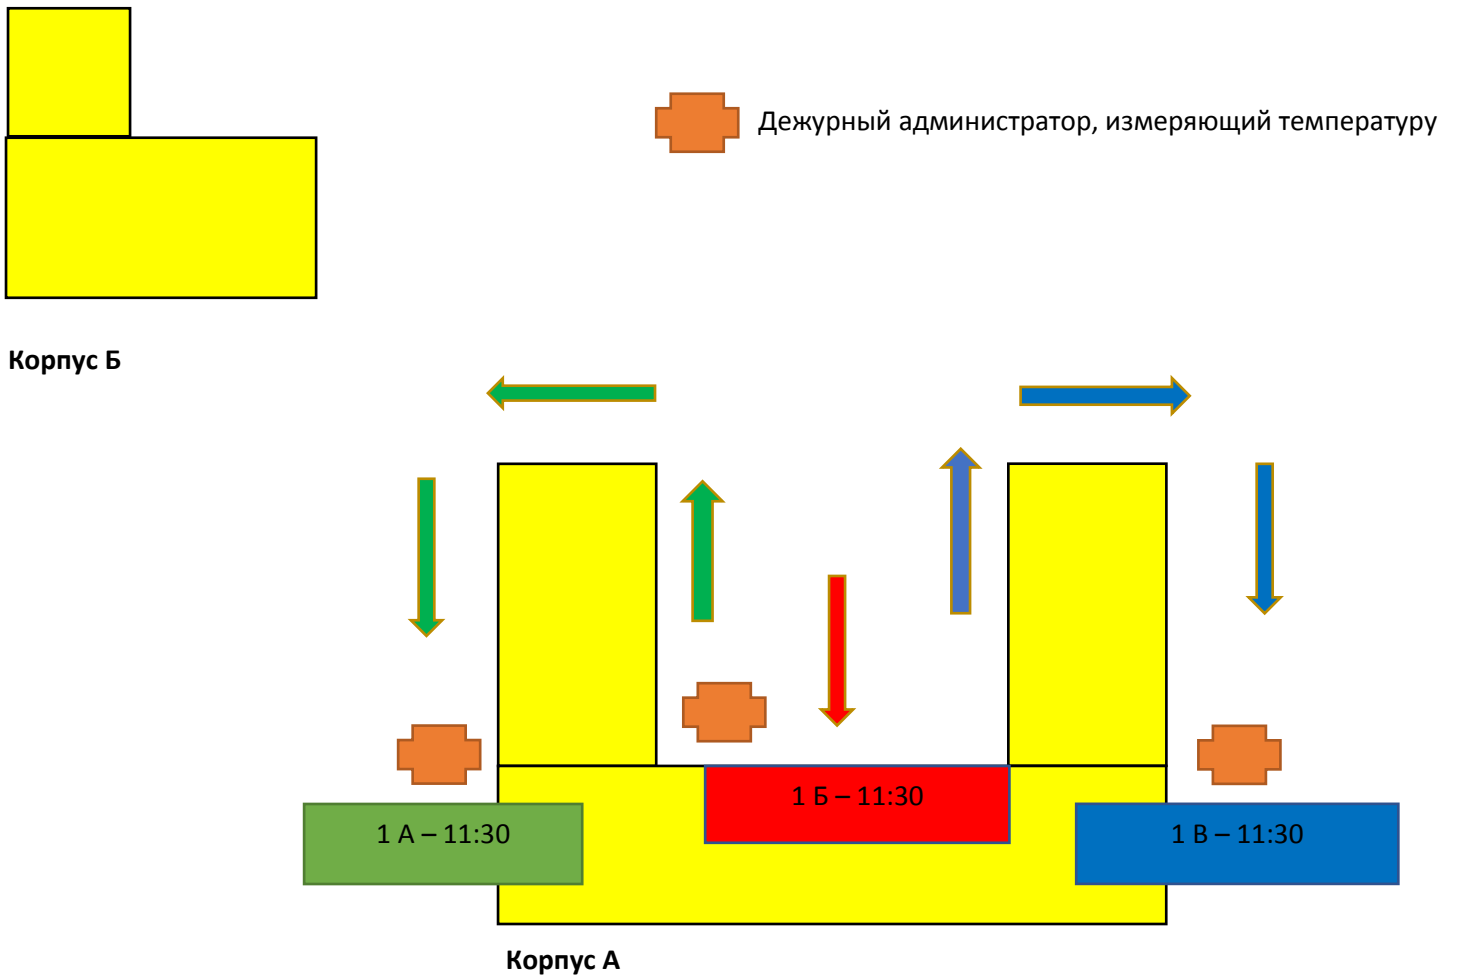 Дежурный администратор, измеряющий температуру
Корпус Б
1 Б – 11:30
1 А – 11:30
1 В – 11:30
Корпус А